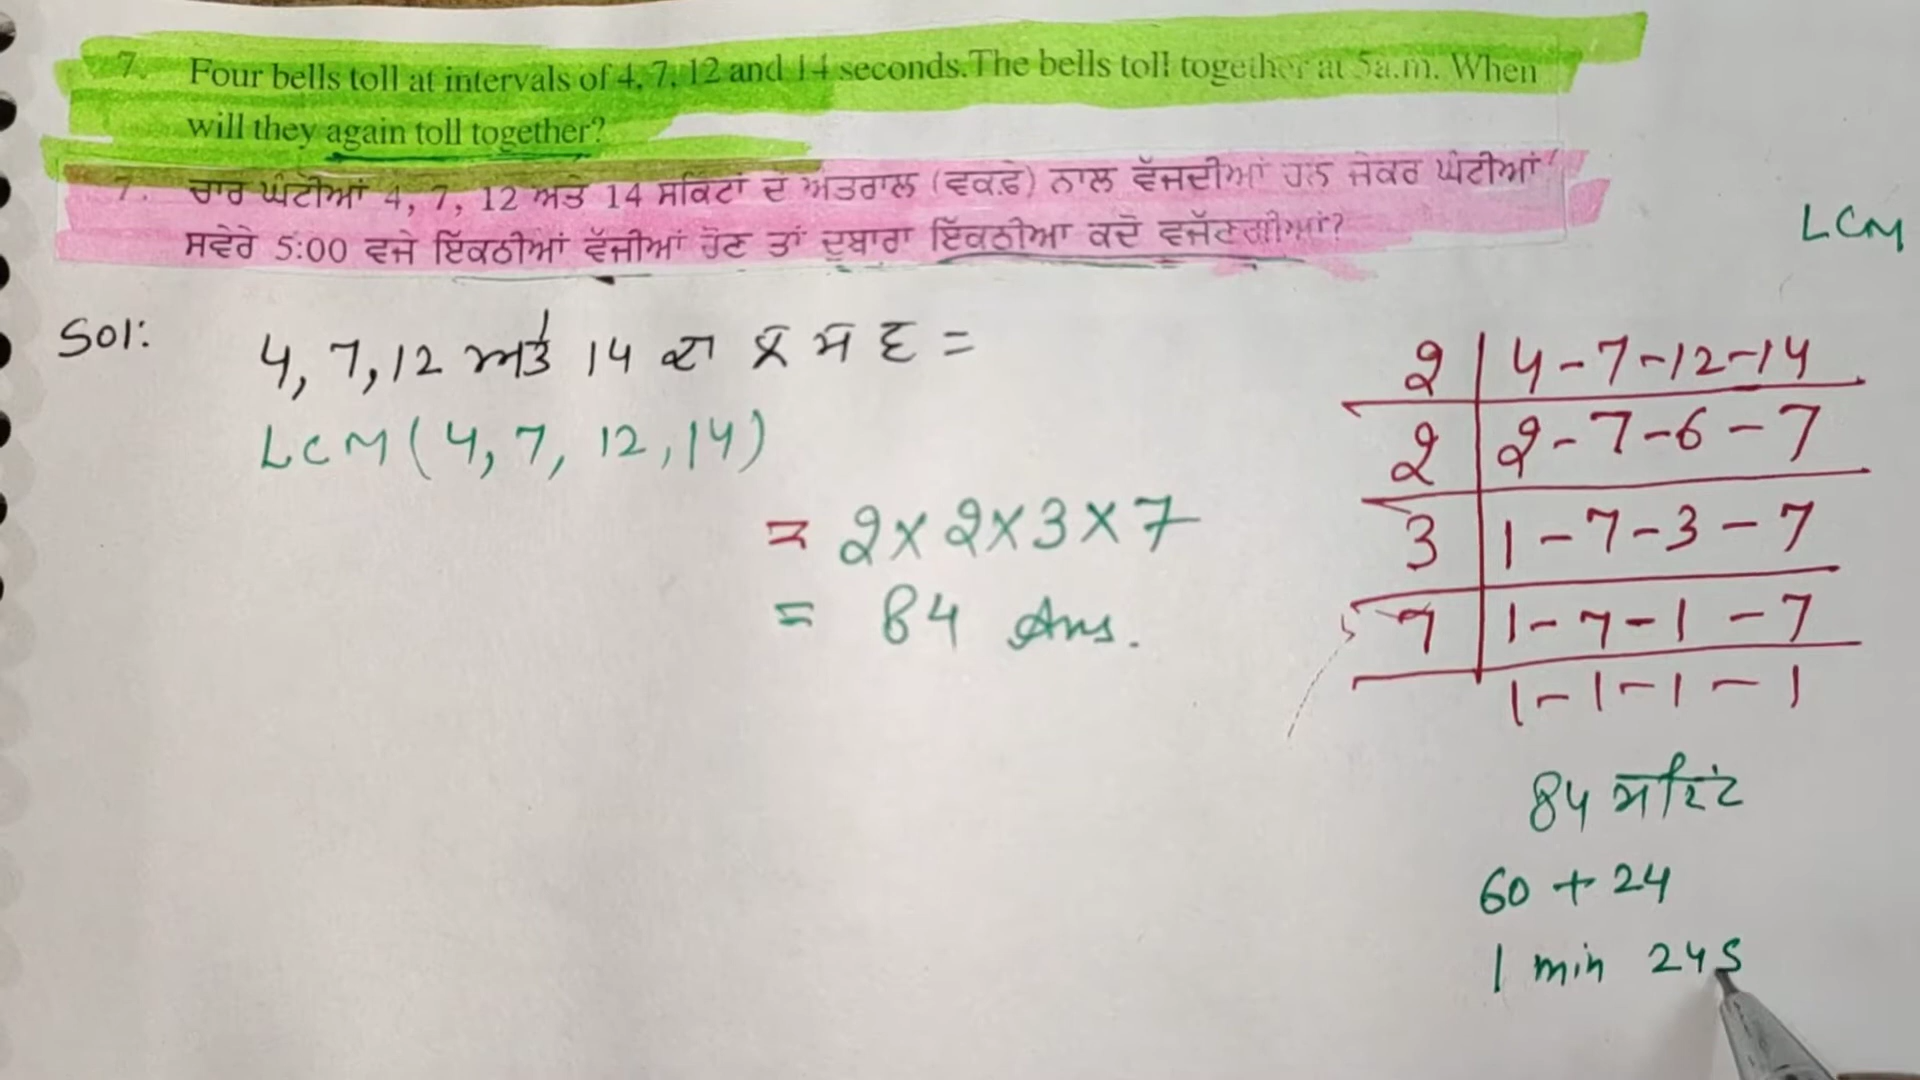 7. Four bells toll at intervals of 4, 7, 12 and 14 seconds.The bells toll together at 5a.m. When
will they again toll together?
7. ਚਾਰ ਘੰਟੀਆਂ 4, 7, 12 ਅਤੇ 14 ਸਕਿਟਾਂ ਦੇ ਅੰਤਰਾਲ (ਵਕਫ਼ੇ) ਨਾਲ ਵੱਜਦੀਆਂ ਹਨ ਜੇਕਰ ਘੰਟੀਆਂ
ਸਵੇਰੇ 5:00 ਵਜੇ ਇੱਕਠੀਆਂ ਵੱਜੀਆਂ ਹੋਣ ਤਾਂ ਦੁਬਾਰਾ ਇੱਕਠੀਆ ਕਦੋ ਵਜੱਣਗੀਆਂ?
LCM
Sol: 4, 7, 12 ਅਤੇ 14 ਦਾ ਲ ਸ ਵ =
LCM (4, 7, 12, 14)
= 2 × 2 × 3 × 7
= 84 Ans.
2 | 4 - 7 - 12 - 14
2 | 2 - 7 - 6 - 7
3 | 1 - 7 - 3 - 7
7 | 1 - 7 - 1 - 7
1 - 1 - 1 - 1
84 ਸਕਿੰਟ
60 + 24
1 min 24 S